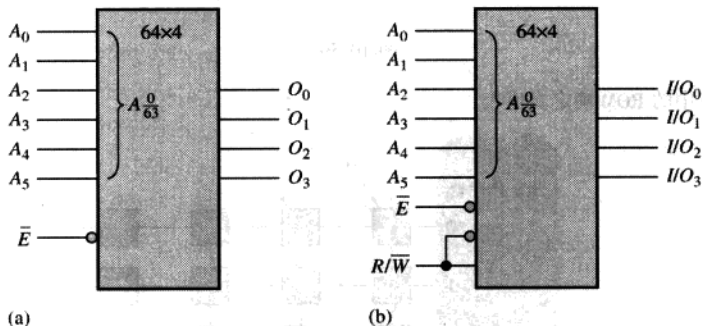 64×4
A₀
A₁
A₂
A₃
A₄
A₅
A 0/63
O₀
O₁
O₂
O₃
E̅
(a)
64×4
A₀
A₁
A₂
A₃
A₄
A₅
A 0/63
I/O₀
I/O₁
I/O₂
I/O₃
E̅
R/W̅
(b)